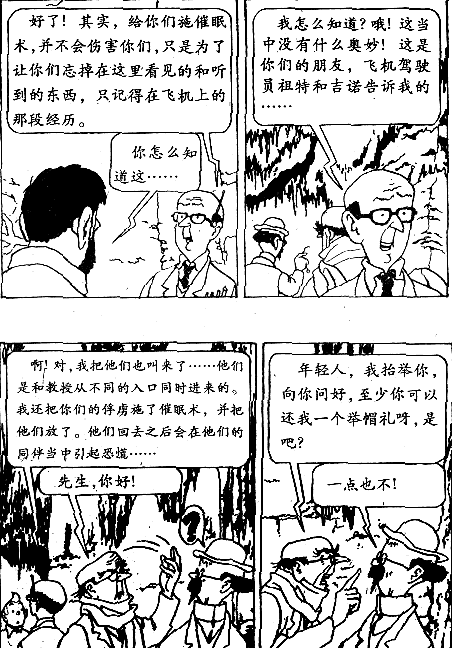 好了！其实，给你们施催眠
术，并不会伤害你们，只是为了
让你们忘掉在这里看见的和听
到的东西，只记得在飞机上的
那段经历。
你怎么知
道这……
我怎么知道？哦！这当
中没有什么奥妙！这是
你们的朋友，飞机驾驶
员祖特和吉诺告诉我的
……
啊！对，我把他们也叫来了……他们
是和教授从不同的入口同时进来的。
我还把你们的俘虏施了催眠术，并把
他们放了。他们回去之后会在他们的
同伴当中引起恐慌……
先生，你好！
?
年轻人，我抬举你，
向你问好，至少你可以
还我一个举帽礼呀，是
吧？
一点也不！